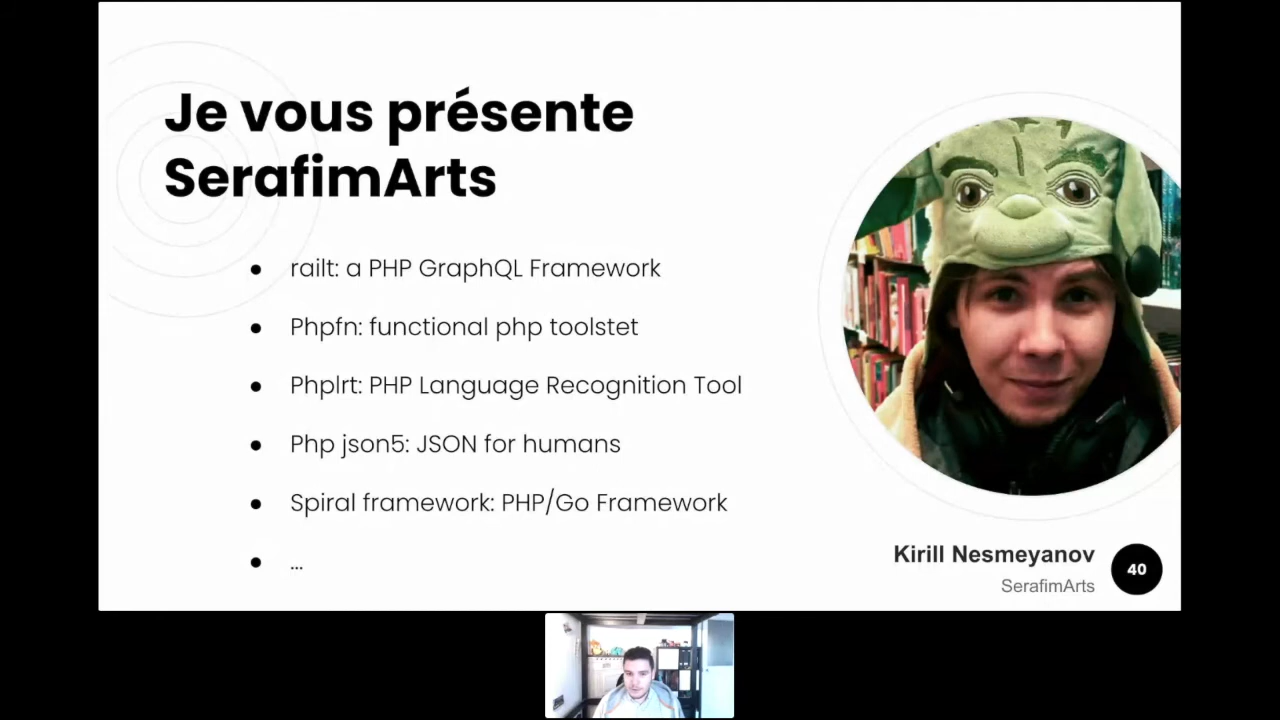 Je vous présente
SerafimArts
● railt: a PHP GraphQL Framework
● Phpfn: functional php toolstet
● Phplrt: PHP Language Recognition Tool
● Php json5: JSON for humans
● Spiral framework: PHP/Go Framework
● ...
Kirill Nesmeyanov
SerafimArts
40